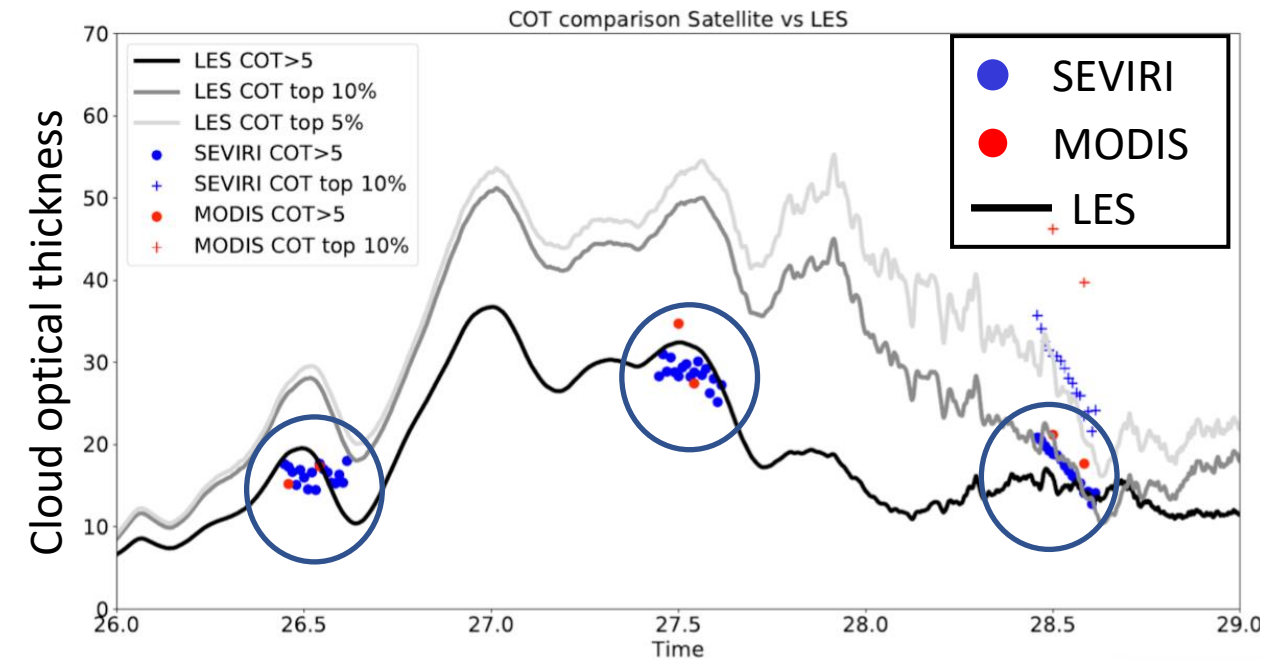 COT comparison Satellite vs LES
Cloud optical thickness
70
60
50
40
30
20
10
0
LES COT>5
LES COT top 10%
LES COT top 5%
SEVIRI COT>5
SEVIRI COT top 10%
MODIS COT>5
MODIS COT top 10%
SEVIRI
MODIS
LES
26.0 26.5 27.0 27.5 28.0 28.5 29.0
Time